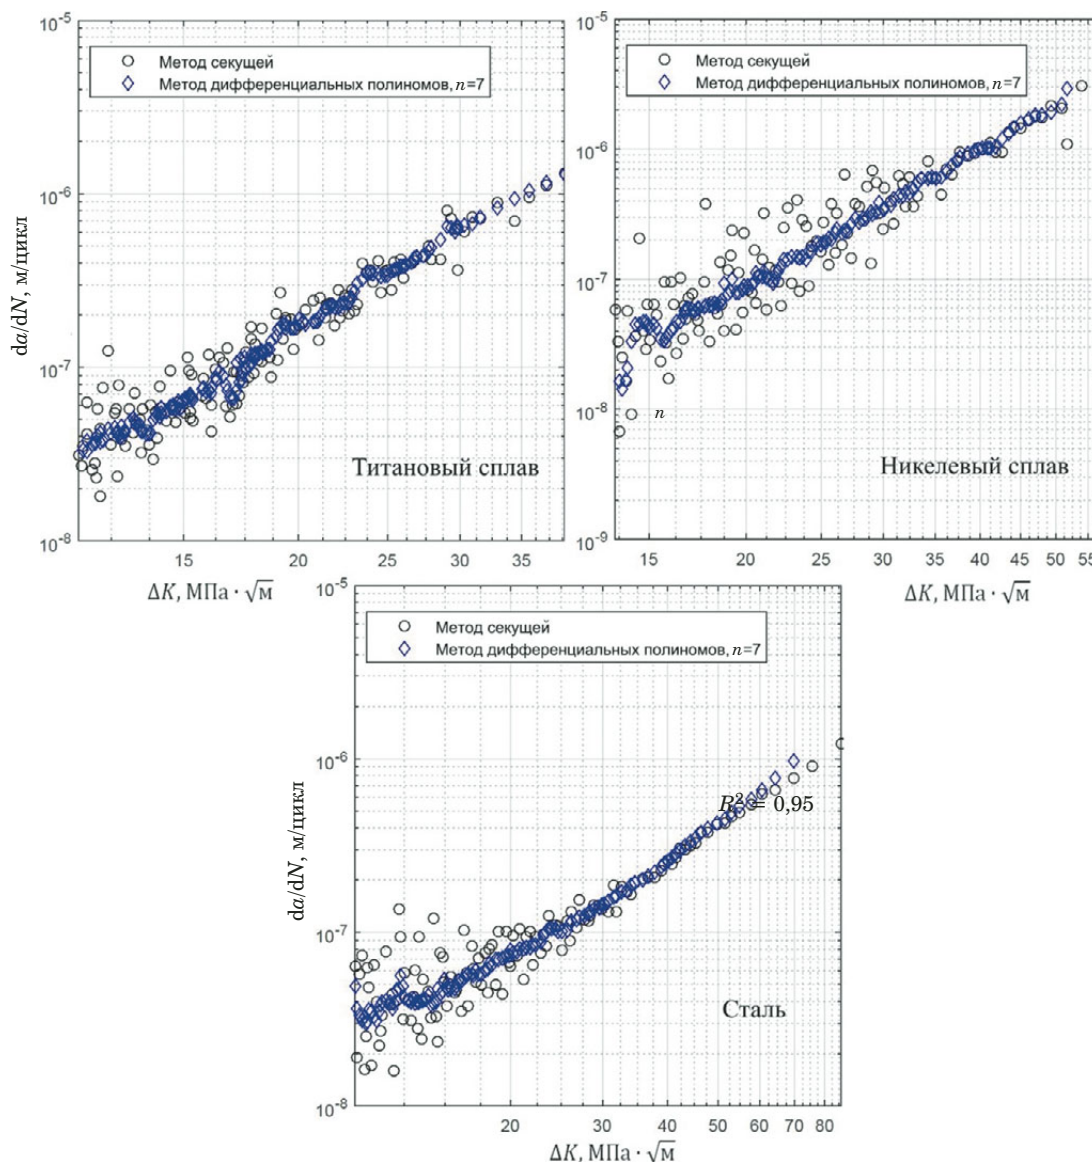 10-5
Метод секущей
Метод дифференциальных полиномов, n=7
10-6
da/dN, м/цикл
10-7
Титановый сплав
10-8
15 20 25 30 35
ΔK, МПа · √м
10-5
Метод секущей
Метод дифференциальных полиномов, n=7
10-6
10-7
10-8
n
Никелевый сплав
10-9
15 20 25 30 35 40 45 50 55
ΔK, МПа · √м
10-5
Метод секущей
Метод дифференциальных полиномов, n=7
10-6
R2 = 0,95
da/dN, м/цикл
10-7
Сталь
10-8
20 30 40 50 60 70 80
ΔK, МПа · √м